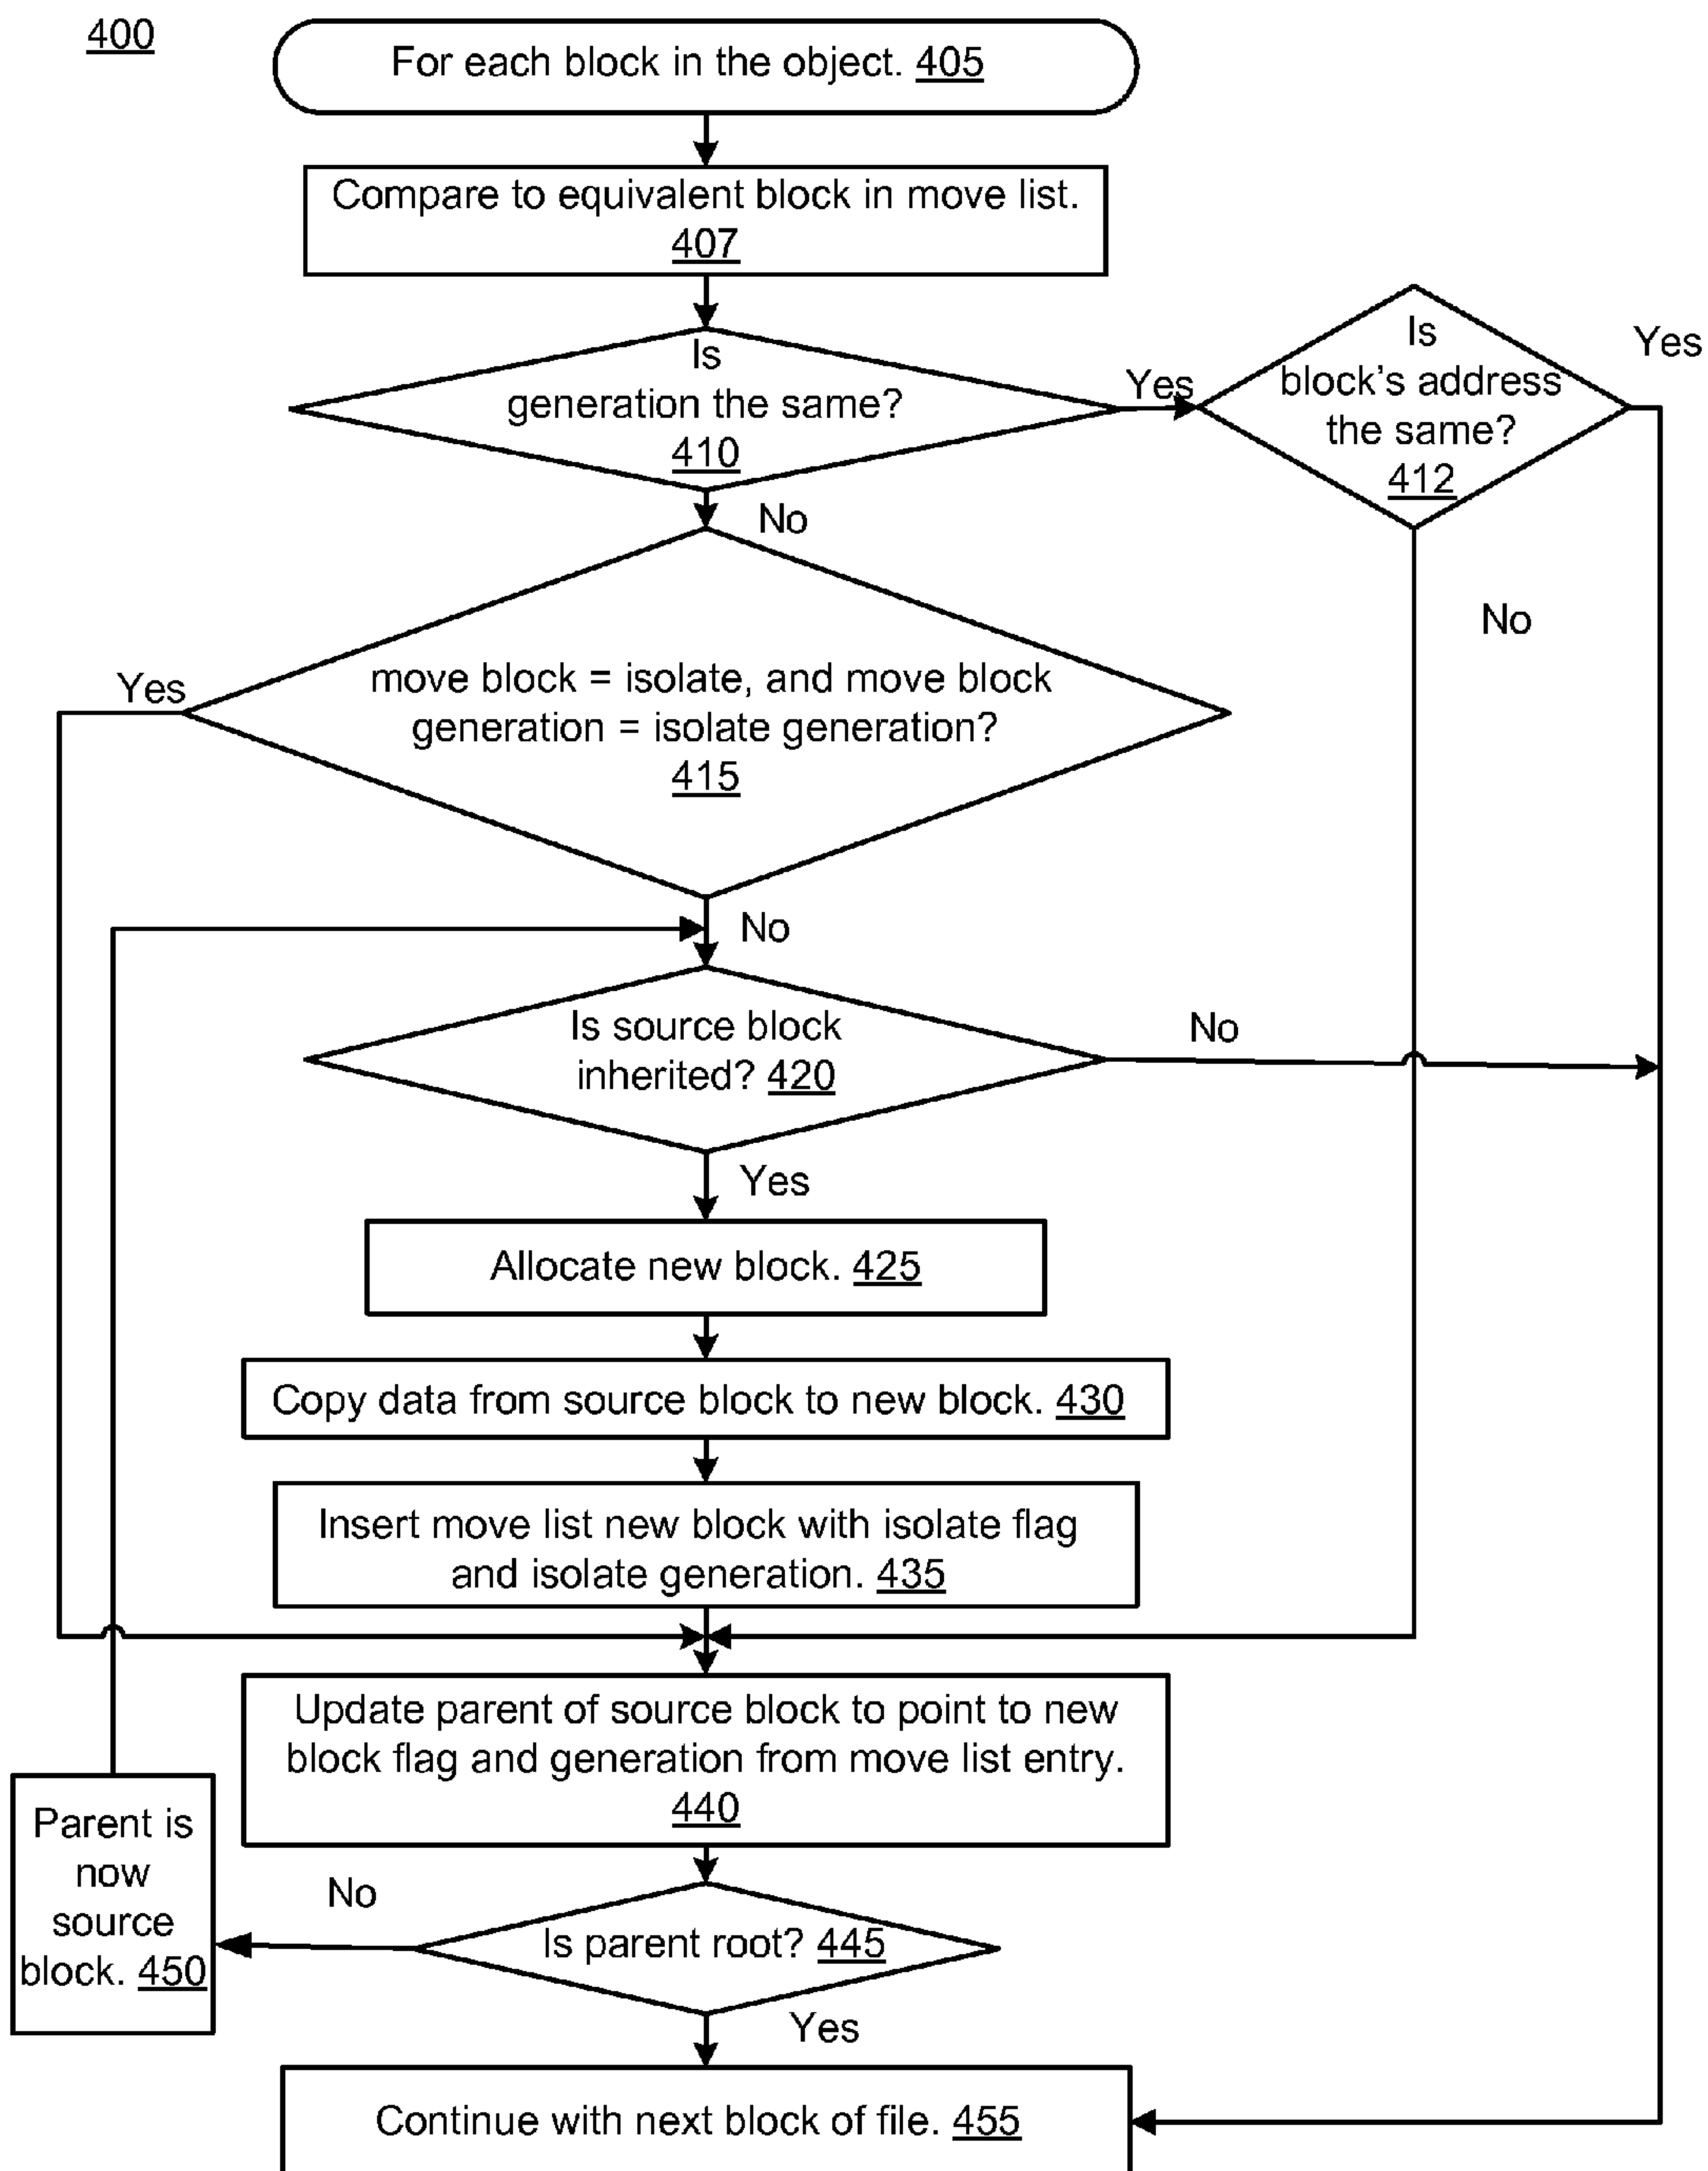 400
For each block in the object. 405
Compare to equivalent block in move list.
407
Is
generation the same?
410
Yes
Is
block's address
the same?
412
Yes
No
No
move block = isolate, and move block
generation = isolate generation?
415
Yes
No
Is source block
inherited? 420
No
Yes
Allocate new block. 425
Copy data from source block to new block. 430
Insert move list new block with isolate flag
and isolate generation. 435
Update parent of source block to point to new
block flag and generation from move list entry.
440
Parent is
now
source
block. 450
No
Is parent root? 445
Yes
Continue with next block of file. 455